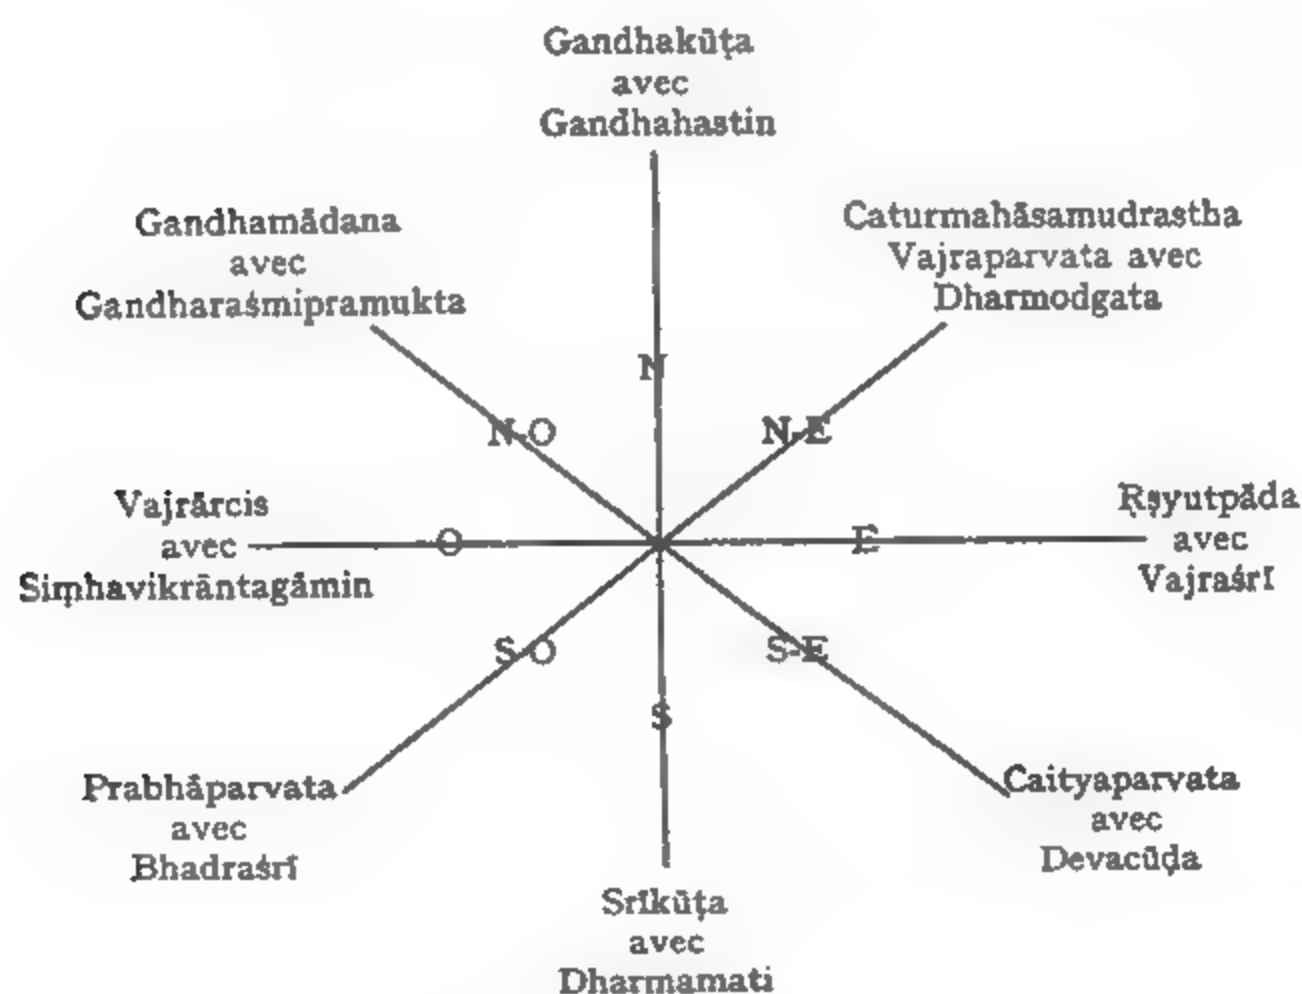 Gandhakūṭa
avec
Gandhahastin
Gandhamādana
avec
Gandharaśmipramukta
Caturmahāsamudrastha
Vajraparvata avec
Dharmodgata
N
N-O
N-E
Vajrārcis
avec
Siṃhavikrāntagāmin
O
E
Ṛṣyutpāda
avec
Vajraśrī
S-O
S-E
S
Prabhāparvata
avec
Bhadraśrī
Caityaparvata
avec
Devacūḍa
Srīkūṭa
avec
Dharmamati